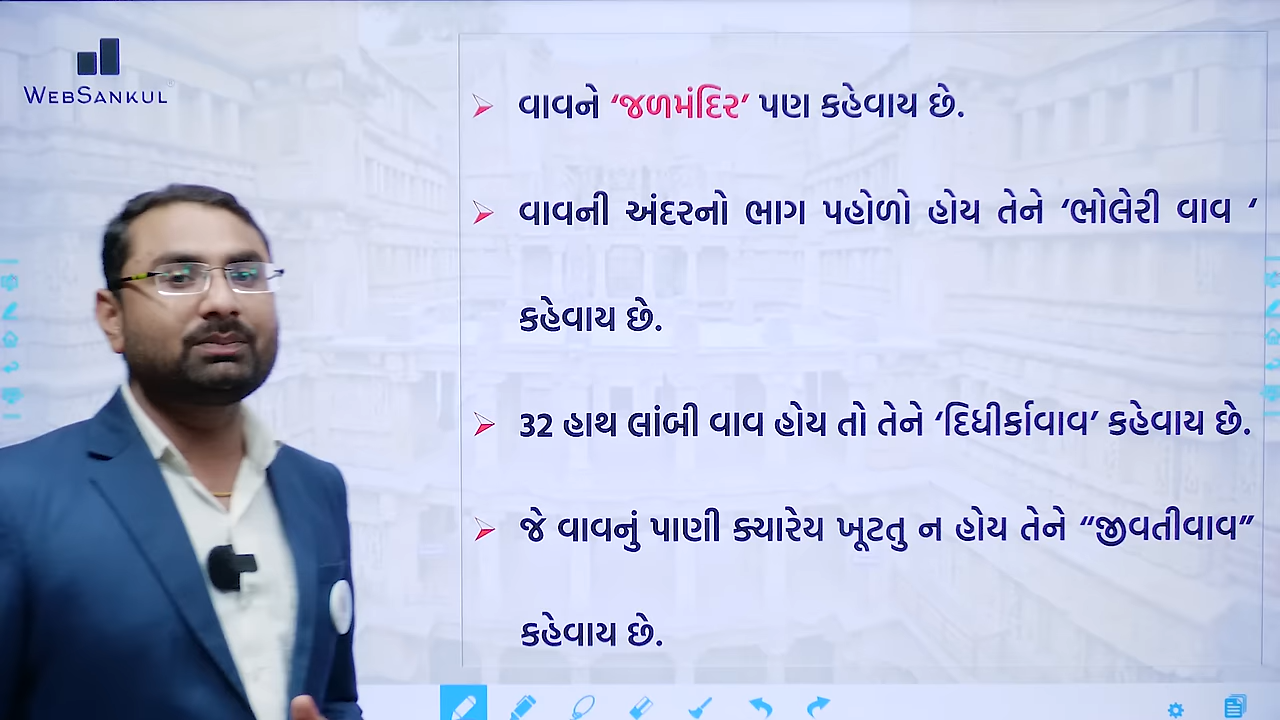 WEBSANKUL
વાવને ‘જળમંદિર’ પણ કહેવાય છે.
વાવની અંદરનો ભાગ પહોળો હોય તેને ‘ભોલેરી વાવ ‘
કહેવાય છે.
32 હાથ લાંબી વાવ હોય તો તેને ‘દિર્ધીકાવાવ’ કહેવાય છે.
જે વાવનું પાણી ક્યારેય ખૂટતુ ન હોય તેને “જીવતીવાવ”
કહેવાય છે.